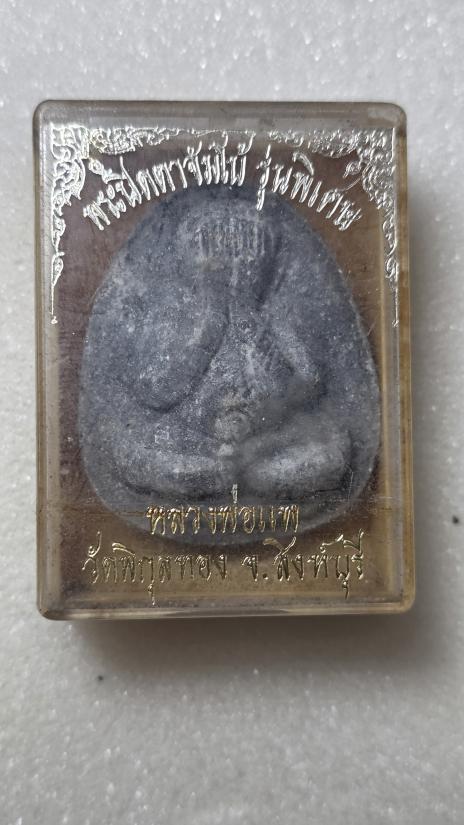 พระปิดตาจัมโบ้ รุ่นพิเศษ
หลวงพ่อแพ
วัดพิกุลทอง จ.สิงห์บุรี